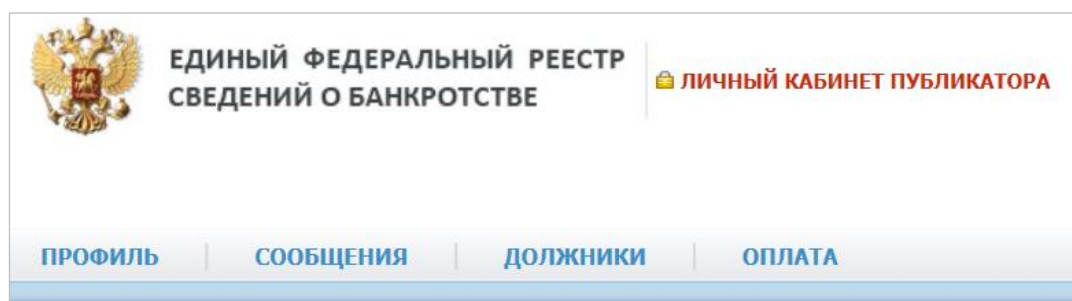 ЕДИНЫЙ ФЕДЕРАЛЬНЫЙ РЕЕСТР
СВЕДЕНИЙ О БАНКРОТСТВЕ
ЛИЧНЫЙ КАБИНЕТ ПУБЛИКАТОРА
ПРОФИЛЬ СООБЩЕНИЯ ДОЛЖНИКИ ОПЛАТА